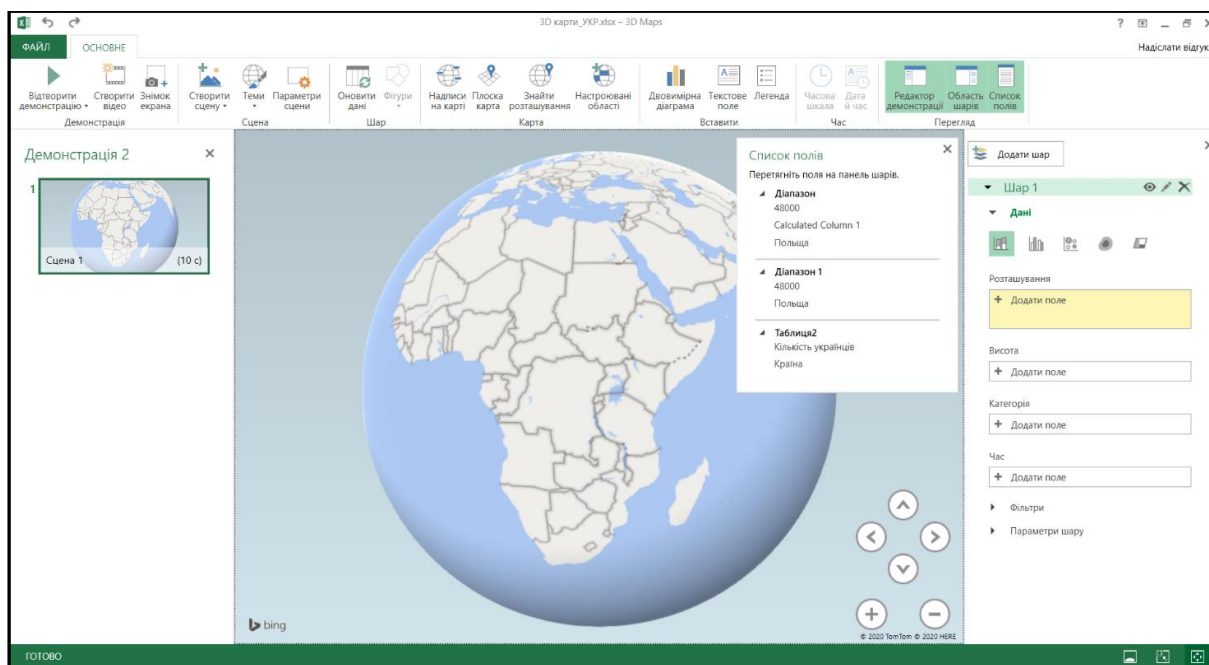 3D карти_УКР.xlsx – 3D Maps
ФАЙЛ ОСНОВНЕ Надіслати відгук
Відтворити демонстрацію
Створити відео
Знімок екрана
Демонстрація
Створити сцену
Теми
Параметри сцени
Сцена
Оновити дані
Фігури
Шар
Надписи на карті
Плоска карта
Знайти розташування
Настроювані області
Карта
Двовимірна діаграма
Текстове поле
Легенда
Вставити
Часова шкала
Дата й час
Час
Редактор демонстрації
Область шарів
Список полів
Перегляд
Демонстрація 2
1
Сцена 1 (10 с)
Список полів
Перетягніть поля на панель шарів.
Діапазон
48000
Calculated Column 1
Польща
Діапазон 1
48000
Польща
Таблиця2
Кількість українців
Країна
bing
© 2020 TomTom © 2020 HERE
Додати шар
Шар 1
Дані
Розташування
Додати поле
Висота
Додати поле
Категорія
Додати поле
Час
Додати поле
Фільтри
Параметри шару
ГОТОВО